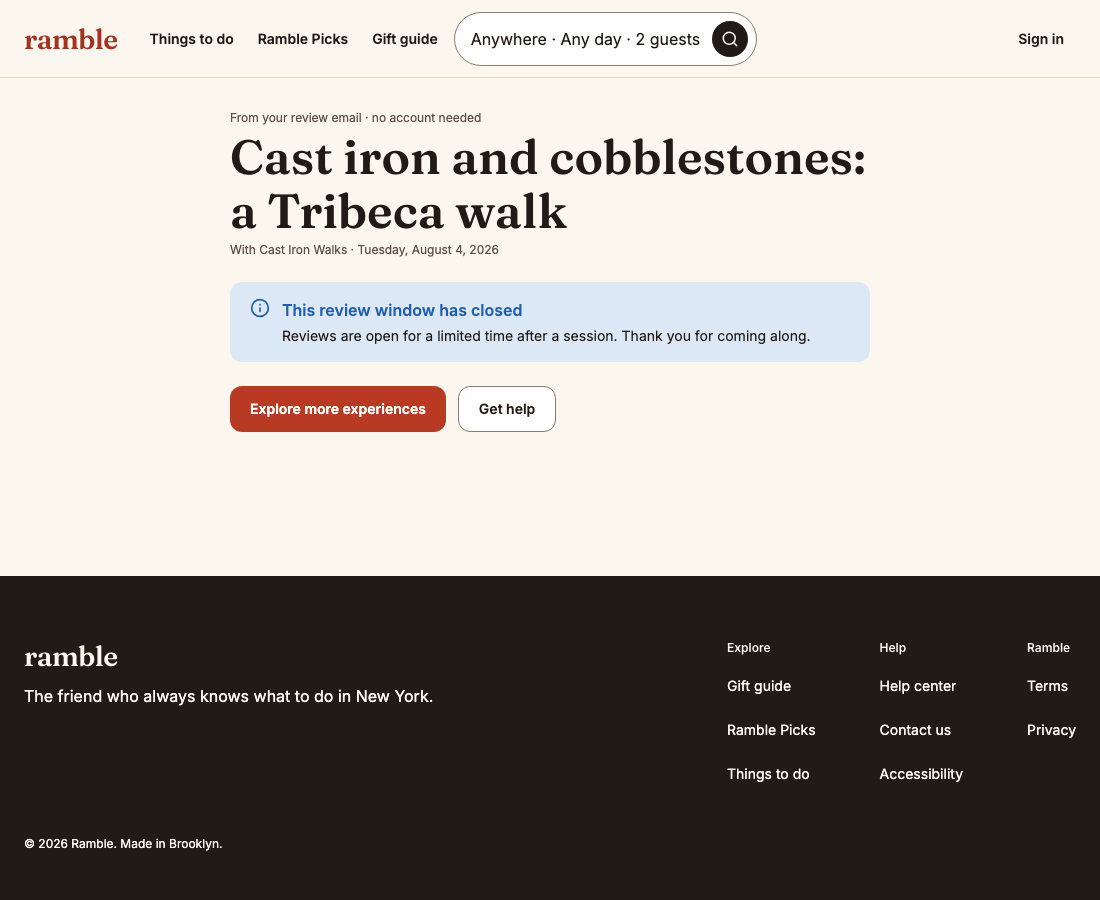 ramble
Things to do
Ramble Picks
Gift guide
Anywhere · Any day · 2 guests
Sign in
From your review email · no account needed
Cast iron and cobblestones:
a Tribeca walk
With Cast Iron Walks · Tuesday, August 4, 2026
This review window has closed
Reviews are open for a limited time after a session. Thank you for coming along.
Explore more experiences
Get help
ramble
The friend who always knows what to do in New York.
Explore
Gift guide
Ramble Picks
Things to do
Help
Help center
Contact us
Accessibility
Ramble
Terms
Privacy
© 2026 Ramble. Made in Brooklyn.